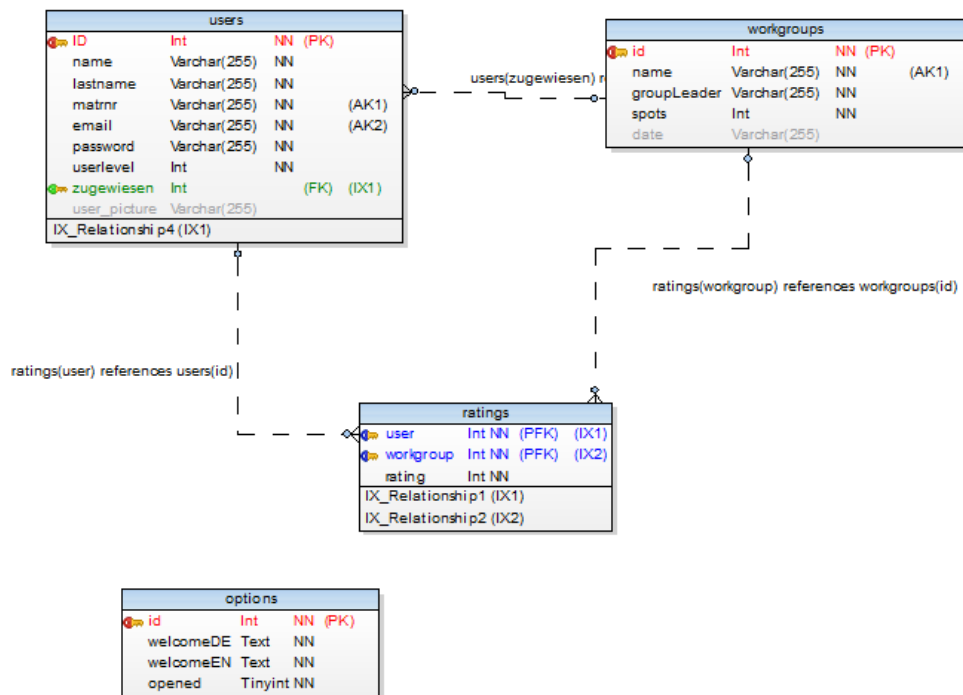 users
ID Int NN (PK)
name Varchar(255) NN
lastname Varchar(255) NN
matrnr Varchar(255) NN (AK1)
email Varchar(255) NN (AK2)
password Varchar(255) NN
userlevel Int NN
zugewiesen Int (FK) (IX1)
user_picture Varchar(255)
IX_Relationship4 (IX1)
users(zugewiesen) r
workgroups
id Int NN (PK)
name Varchar(255) NN (AK1)
groupLeader Varchar(255) NN
spots Int NN
date Varchar(255)
ratings(workgroup) references workgroups(id)
ratings(user) references users(id)
ratings
user Int NN (PFK) (IX1)
workgroup Int NN (PFK) (IX2)
rating Int NN
IX_Relationship1 (IX1)
IX_Relationship2 (IX2)
options
id Int NN (PK)
welcomeDE Text NN
welcomeEN Text NN
opened Tinyint NN